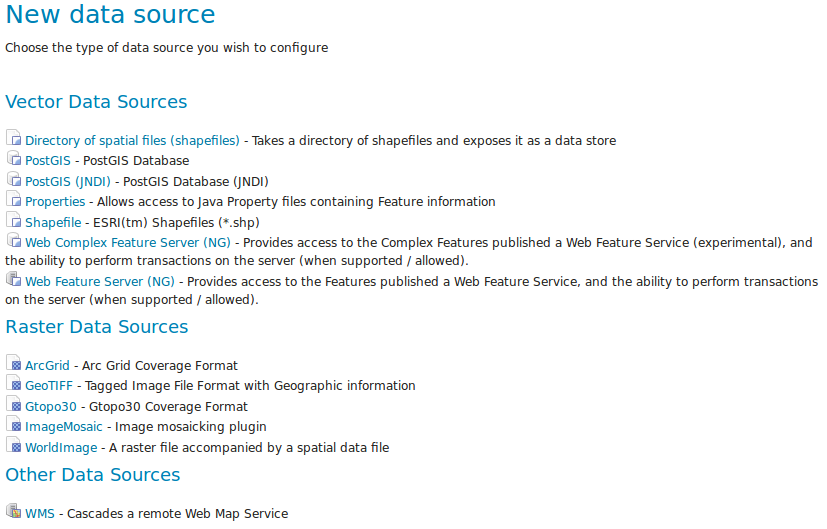 New data source
Choose the type of data source you wish to configure
Vector Data Sources
Directory of spatial files (shapefiles) - Takes a directory of shapefiles and exposes it as a data store
PostGIS - PostGIS Database
PostGIS (JNDI) - PostGIS Database (JNDI)
Properties - Allows access to Java Property files containing Feature information
Shapefile - ESRI(tm) Shapefiles (*.shp)
Web Complex Feature Server (NG) - Provides access to the Complex Features published a Web Feature Service (experimental), and
the ability to perform transactions on the server (when supported / allowed).
Web Feature Server (NG) - Provides access to the Features published a Web Feature Service, and the ability to perform transactions
on the server (when supported / allowed).
Raster Data Sources
ArcGrid - Arc Grid Coverage Format
GeoTIFF - Tagged Image File Format with Geographic information
Gtopo30 - Gtopo30 Coverage Format
ImageMosaic - Image mosaicking plugin
WorldImage - A raster file accompanied by a spatial data file
Other Data Sources
WMS - Cascades a remote Web Map Service